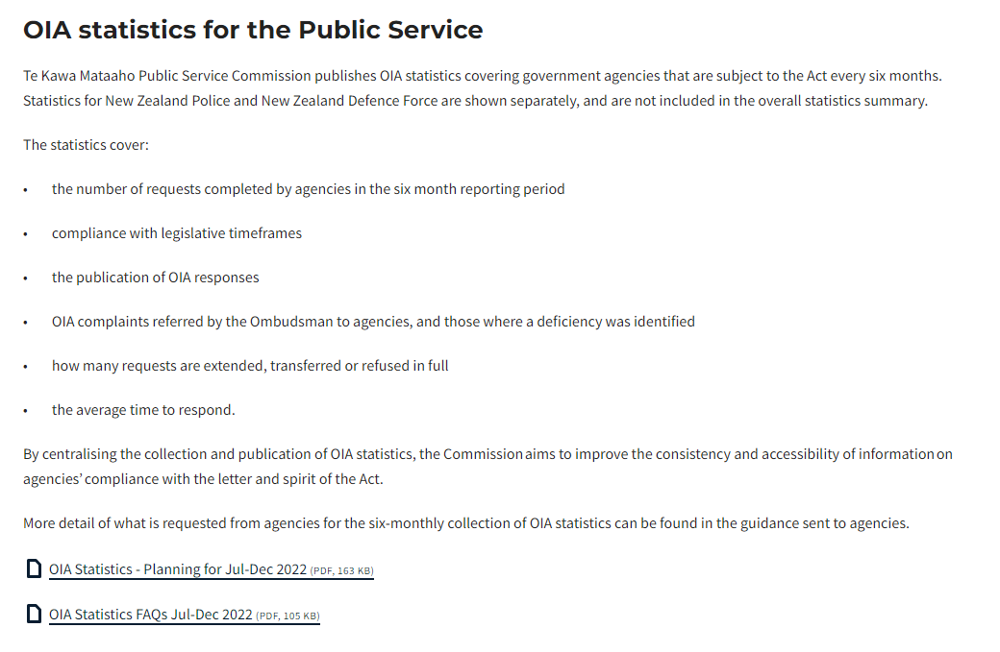 OIA statistics for the Public Service
Te Kawa Mataaho Public Service Commission publishes OIA statistics covering government agencies that are subject to the Act every six months.
Statistics for New Zealand Police and New Zealand Defence Force are shown separately, and are not included in the overall statistics summary.
The statistics cover:
• the number of requests completed by agencies in the six month reporting period
• compliance with legislative timeframes
• the publication of OIA responses
• OIA complaints referred by the Ombudsman to agencies, and those where a deficiency was identified
• how many requests are extended, transferred or refused in full
• the average time to respond.
By centralising the collection and publication of OIA statistics, the Commission aims to improve the consistency and accessibility of information on
agencies’ compliance with the letter and spirit of the Act.
More detail of what is requested from agencies for the six-monthly collection of OIA statistics can be found in the guidance sent to agencies.
OIA Statistics - Planning for Jul-Dec 2022 (PDF, 163 KB)
OIA Statistics FAQs Jul-Dec 2022 (PDF, 105 KB)